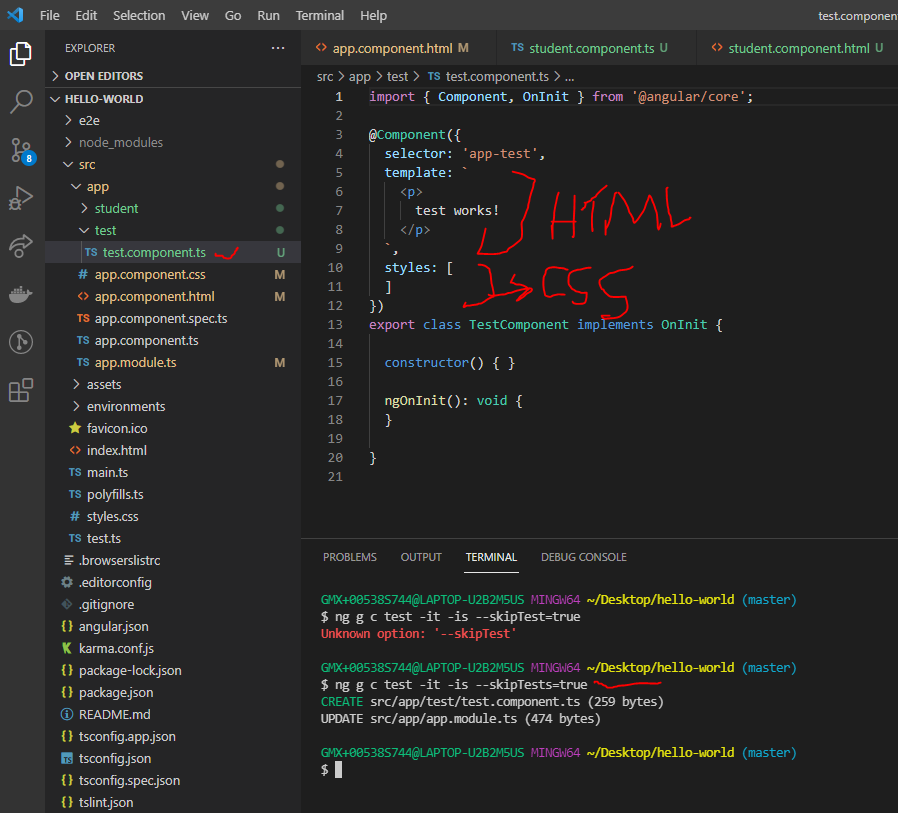 File Edit Selection View Go Run Terminal Help test.componen
EXPLORER ...
OPEN EDITORS
HELLO-WORLD
e2e
node_modules
src
app
student
test
TS test.component.ts U
# app.component.css M
<> app.component.html M
TS app.component.spec.ts
TS app.component.ts
TS app.module.ts M
assets
environments
favicon.ico
<> index.html
TS main.ts
TS polyfills.ts
# styles.css
TS test.ts
.browserslistrc
.editorconfig
.gitignore
{} angular.json
K karma.conf.js
{} package-lock.json
{} package.json
README.md
{} tsconfig.app.json
TS tsconfig.json
{} tsconfig.spec.json
{} tslint.json
8
<> app.component.html M TS student.component.ts U <> student.component.html U
src > app > test > TS test.component.ts > ...
1 import { Component, OnInit } from '@angular/core';
2
3 @Component({
4 selector: 'app-test',
5 template: `
6 <p>
7 test works!
8 </p>
9 `,
10 styles: [
11 ]
12 })
13 export class TestComponent implements OnInit {
14
15 constructor() { }
16
17 ngOnInit(): void {
18 }
19
20 }
21
HTML
CSS
PROBLEMS OUTPUT TERMINAL DEBUG CONSOLE
GMX+00538S744@LAPTOP-U2B2M5US MINGW64 ~/Desktop/hello-world (master)
$ ng g c test -it -is --skipTest=true
Unknown option: '--skipTest'
GMX+00538S744@LAPTOP-U2B2M5US MINGW64 ~/Desktop/hello-world (master)
$ ng g c test -it -is --skipTests=true
CREATE src/app/test/test.component.ts (259 bytes)
UPDATE src/app/app.module.ts (474 bytes)
GMX+00538S744@LAPTOP-U2B2M5US MINGW64 ~/Desktop/hello-world (master)
$